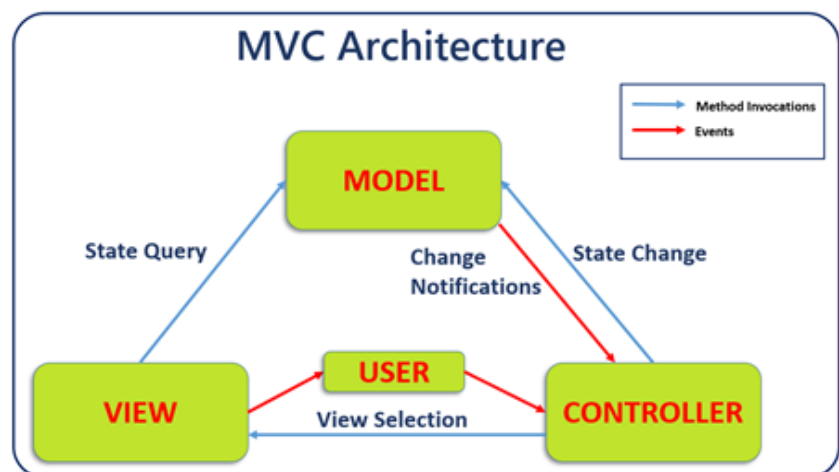 MVC Architecture
Method Invocations
Events
MODEL
State Query
Change
Notifications
State Change
USER
VIEW
CONTROLLER
View Selection